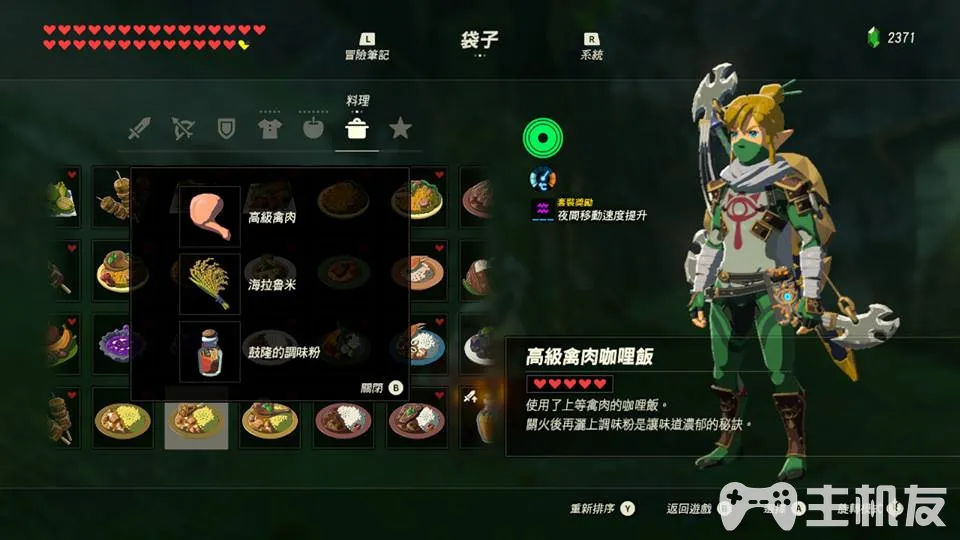 L
冒險筆記
袋子
R
系統
2371
料理
套裝獎勵
夜間移動速度提升
高級禽肉
海拉魯米
鼓隆的調味粉
關閉 B
高級禽肉咖哩飯
使用了上等禽肉的咖哩飯。
關火後再灑上調味粉是讓味道濃郁的秘訣。
重新排序 Y
返回遊戲
主机友